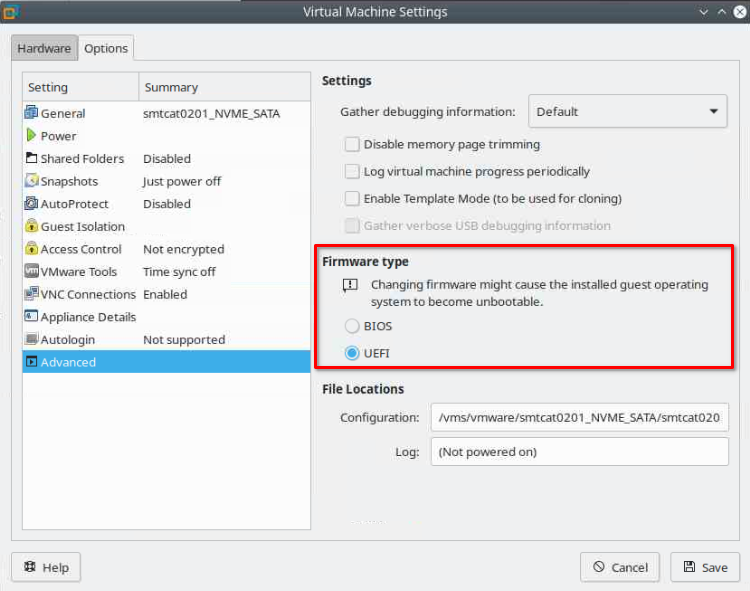 Virtual Machine Settings
Hardware Options
Setting Summary
General smtcat0201_NVME_SATA
Power
Shared Folders Disabled
Snapshots Just power off
AutoProtect Disabled
Guest Isolation
Access Control Not encrypted
VMware Tools Time sync off
VNC Connections Enabled
Appliance Details
Autologin Not supported
Advanced
Settings
Gather debugging information: Default
Disable memory page trimming
Log virtual machine progress periodically
Enable Template Mode (to be used for cloning)
Gather verbose USB debugging information
Firmware type
Changing firmware might cause the installed guest operating
system to become unbootable.
BIOS
UEFI
File Locations
Configuration: /vms/vmware/smtcat0201_NVME_SATA/smtcat020
Log: (Not powered on)
Help Cancel Save